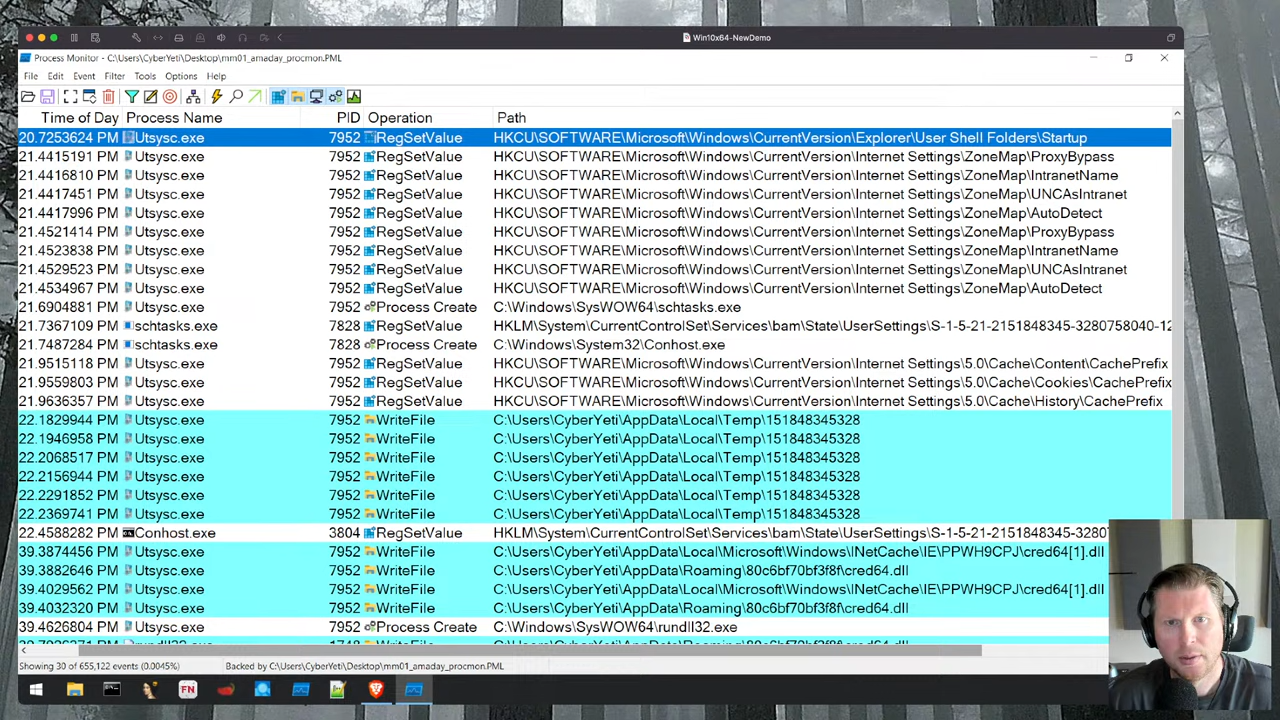 Win10x64-NewDemo
Process Monitor - C:\Users\CyberYeti\Desktop\mm01_amaday_procmon.PML
File Edit Event Filter Tools Options Help
Time of Day Process Name PID Operation Path
20.7253624 PM Utsysc.exe 7952 RegSetValue HKCU\SOFTWARE\Microsoft\Windows\CurrentVersion\Explorer\User Shell Folders\Startup
21.4415191 PM Utsysc.exe 7952 RegSetValue HKCU\SOFTWARE\Microsoft\Windows\CurrentVersion\Internet Settings\ZoneMap\ProxyBypass
21.4416810 PM Utsysc.exe 7952 RegSetValue HKCU\SOFTWARE\Microsoft\Windows\CurrentVersion\Internet Settings\ZoneMap\IntranetName
21.4417451 PM Utsysc.exe 7952 RegSetValue HKCU\SOFTWARE\Microsoft\Windows\CurrentVersion\Internet Settings\ZoneMap\UNCAsIntranet
21.4417996 PM Utsysc.exe 7952 RegSetValue HKCU\SOFTWARE\Microsoft\Windows\CurrentVersion\Internet Settings\ZoneMap\AutoDetect
21.4521414 PM Utsysc.exe 7952 RegSetValue HKCU\SOFTWARE\Microsoft\Windows\CurrentVersion\Internet Settings\ZoneMap\ProxyBypass
21.4523838 PM Utsysc.exe 7952 RegSetValue HKCU\SOFTWARE\Microsoft\Windows\CurrentVersion\Internet Settings\ZoneMap\IntranetName
21.4529523 PM Utsysc.exe 7952 RegSetValue HKCU\SOFTWARE\Microsoft\Windows\CurrentVersion\Internet Settings\ZoneMap\UNCAsIntranet
21.4534967 PM Utsysc.exe 7952 RegSetValue HKCU\SOFTWARE\Microsoft\Windows\CurrentVersion\Internet Settings\ZoneMap\AutoDetect
21.6904881 PM Utsysc.exe 7952 Process Create C:\Windows\SysWOW64\schtasks.exe
21.7367109 PM schtasks.exe 7828 RegSetValue HKLM\System\CurrentControlSet\Services\bam\State\UserSettings\S-1-5-21-2151848345-3280758040-12
21.7487284 PM schtasks.exe 7828 Process Create C:\Windows\System32\Conhost.exe
21.9515118 PM Utsysc.exe 7952 RegSetValue HKCU\SOFTWARE\Microsoft\Windows\CurrentVersion\Internet Settings\5.0\Cache\Content\CachePrefix
21.9559803 PM Utsysc.exe 7952 RegSetValue HKCU\SOFTWARE\Microsoft\Windows\CurrentVersion\Internet Settings\5.0\Cache\Cookies\CachePrefix
21.9636357 PM Utsysc.exe 7952 RegSetValue HKCU\SOFTWARE\Microsoft\Windows\CurrentVersion\Internet Settings\5.0\Cache\History\CachePrefix
22.1829944 PM Utsysc.exe 7952 WriteFile C:\Users\CyberYeti\AppData\Local\Temp\151848345328
22.1946958 PM Utsysc.exe 7952 WriteFile C:\Users\CyberYeti\AppData\Local\Temp\151848345328
22.2068517 PM Utsysc.exe 7952 WriteFile C:\Users\CyberYeti\AppData\Local\Temp\151848345328
22.2156944 PM Utsysc.exe 7952 WriteFile C:\Users\CyberYeti\AppData\Local\Temp\151848345328
22.2291852 PM Utsysc.exe 7952 WriteFile C:\Users\CyberYeti\AppData\Local\Temp\151848345328
22.2369741 PM Utsysc.exe 7952 WriteFile C:\Users\CyberYeti\AppData\Local\Temp\151848345328
22.4588282 PM Conhost.exe 3804 RegSetValue HKLM\System\CurrentControlSet\Services\bam\State\UserSettings\S-1-5-21-2151848345-3280
39.3874456 PM Utsysc.exe 7952 WriteFile C:\Users\CyberYeti\AppData\Local\Microsoft\Windows\INetCache\IE\PPWH9CPJ\cred64[1].dll
39.3882646 PM Utsysc.exe 7952 WriteFile C:\Users\CyberYeti\AppData\Roaming\80c6bf70bf3f8f\cred64.dll
39.4029562 PM Utsysc.exe 7952 WriteFile C:\Users\CyberYeti\AppData\Local\Microsoft\Windows\INetCache\IE\PPWH9CPJ\cred64[1].dll
39.4032320 PM Utsysc.exe 7952 WriteFile C:\Users\CyberYeti\AppData\Roaming\80c6bf70bf3f8f\cred64.dll
39.4626804 PM Utsysc.exe 7952 Process Create C:\Windows\SysWOW64\rundll32.exe
Showing 30 of 655,122 events (0.0045%) Backed by C:\Users\CyberYeti\Desktop\mm01_amaday_procmon.PML
FN